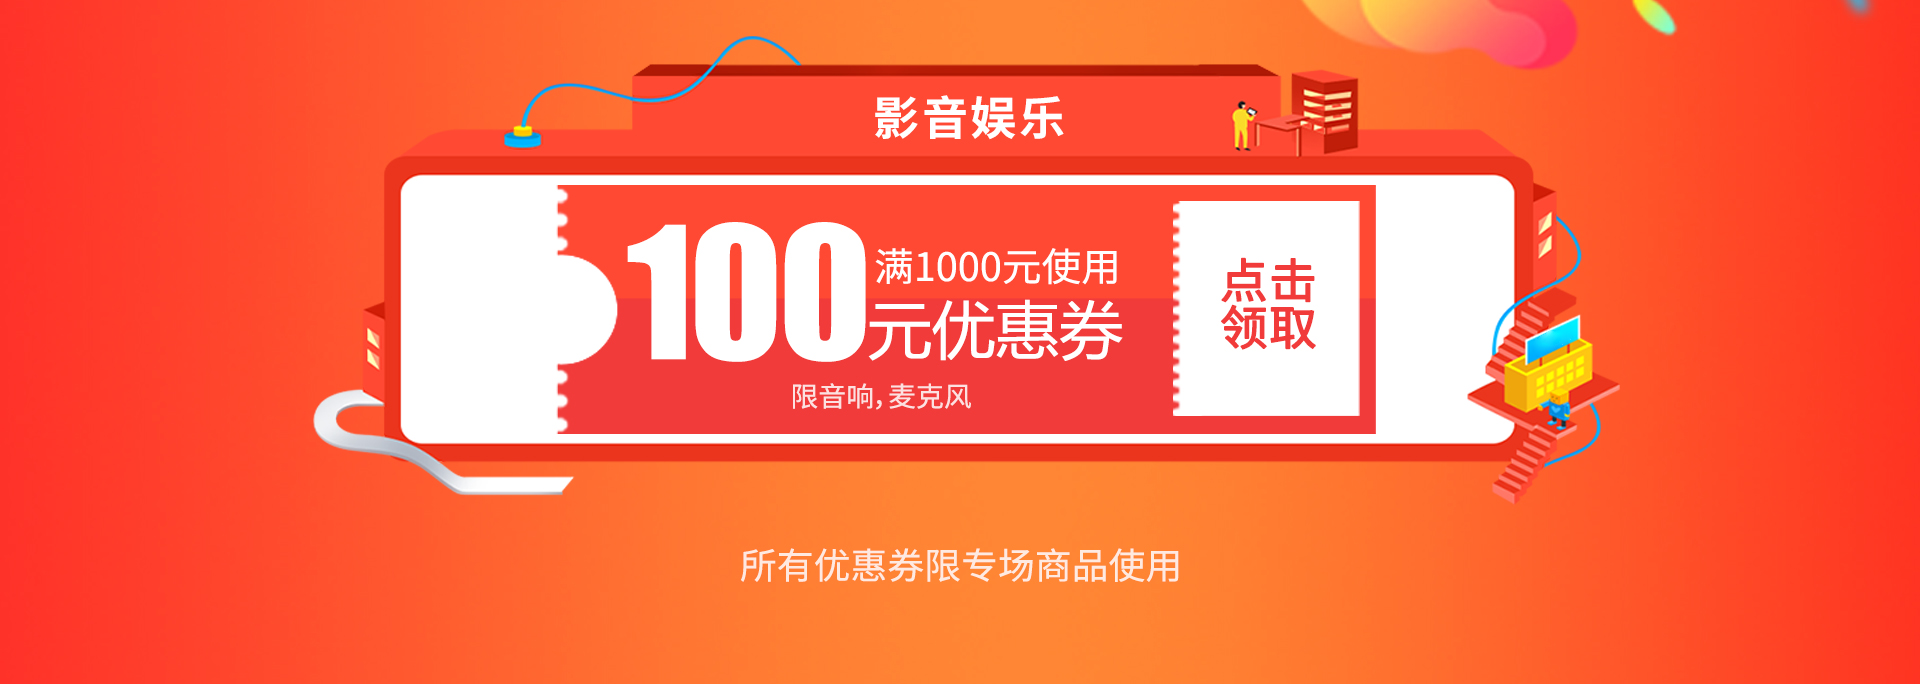 影音娱乐
100
满1000元使用
元优惠券
限音响，麦克风
点击
领取
所有优惠券限专场商品使用